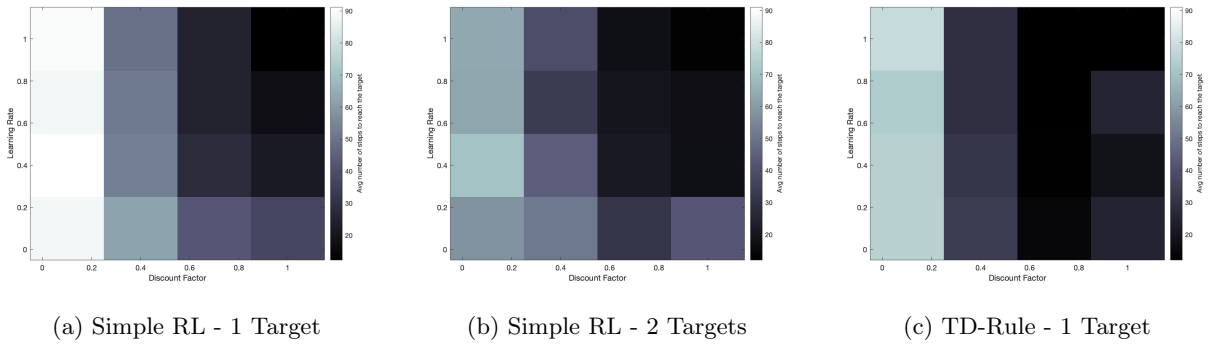 Learning Rate
1
0.8
0.6
0.4
0.2
0
0 0.2 0.4 0.6 0.8 1
Discount Factor
90
80
70
60
50
40
30
20
Avg number of steps to reach the target
(a) Simple RL - 1 Target
Learning Rate
1
0.8
0.6
0.4
0.2
0
0 0.2 0.4 0.6 0.8 1
Discount Factor
90
80
70
60
50
40
30
20
Avg number of steps to reach the target
(b) Simple RL - 2 Targets
Learning Rate
1
0.8
0.6
0.4
0.2
0
0 0.2 0.4 0.6 0.8 1
Discount Factor
90
80
70
60
50
40
30
20
Avg number of steps to reach the target
(c) TD-Rule - 1 Target